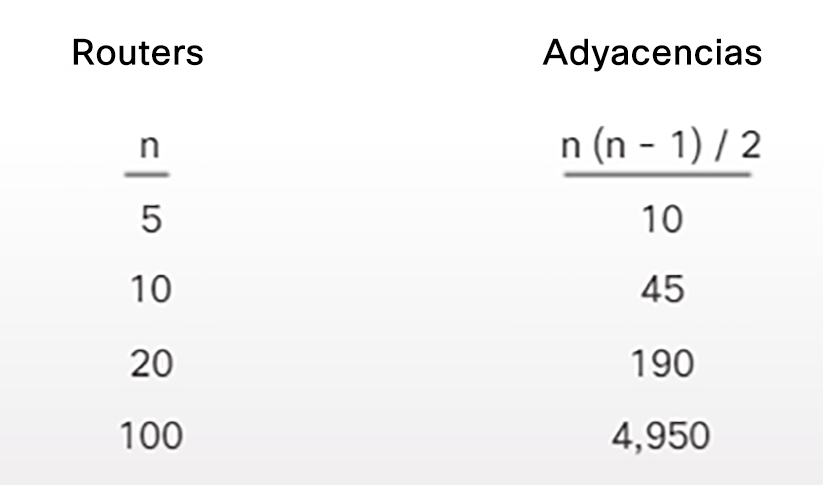 Routers Adyacencias
n n (n - 1) / 2
5 10
10 45
20 190
100 4,950